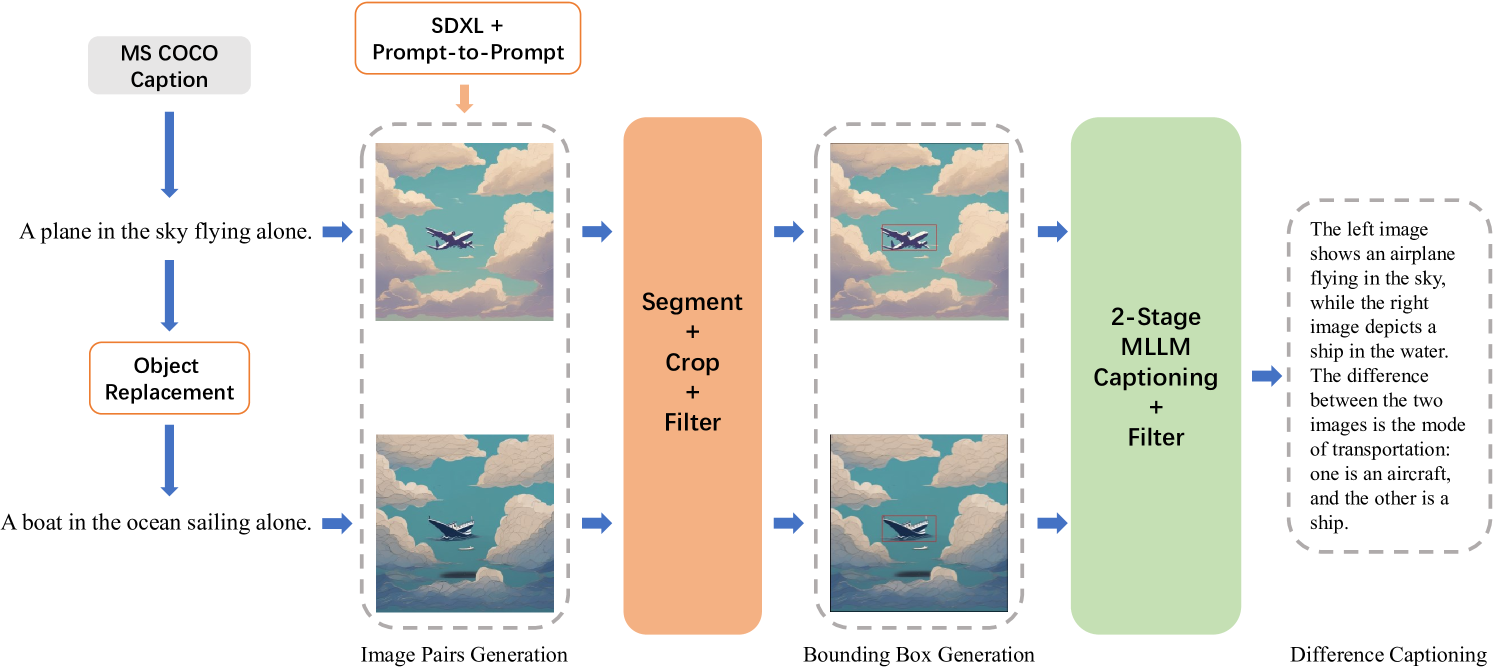 MS COCO
Caption
SDXL +
Prompt-to-Prompt
A plane in the sky flying alone.
Object
Replacement
A boat in the ocean sailing alone.
Segment
+
Crop
+
Filter
2-Stage
MLLM
Captioning
+
Filter
The left image
shows an airplane
flying in the sky,
while the right
image depicts a
ship in the water.
The difference
between the two
images is the mode
of transportation:
one is an aircraft,
and the other is a
ship.
Image Pairs Generation
Bounding Box Generation
Difference Captioning